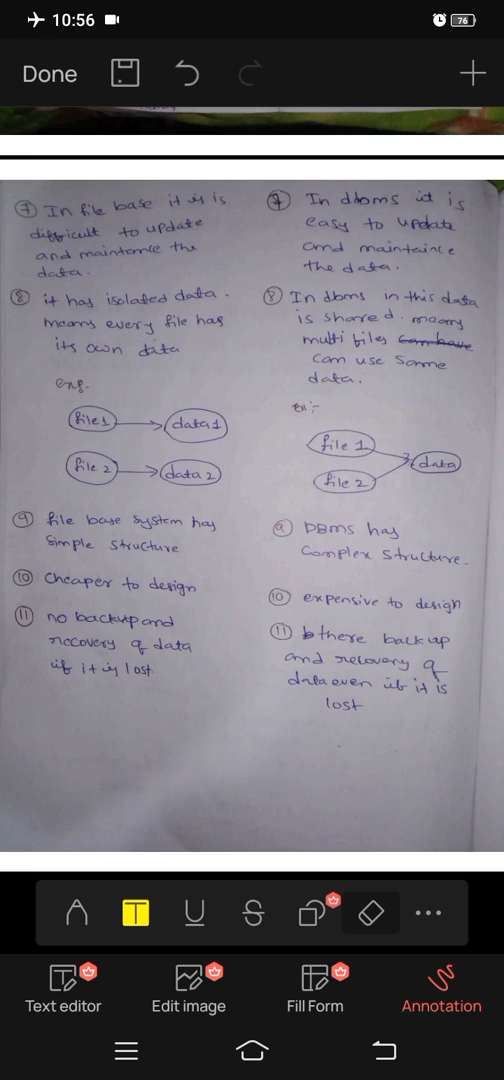 10:56
76
Done
⑦ In file base it is is
difficult to update
and maintence the
data.
⑧ it has isolated data.
means every file has
its own data
eng.
file1 → data1
file 2 → data 2
⑨ file base system has
simple structure
⑩ Cheaper to design
⑪ no backup and
recovery of data
if it is lost
⑦ In dbms it is
easy to update
and maintaince
the data.
⑧ In dbms in this data
is shared. means
multi files can have
can use same
data.
Ex:-
file 1
file 2
data
⑨ DBMS has
Complex structure.
⑩ expensive to design
⑪ there backup
and recovery of
data even if it is
lost
T
U
S
Text editor
Edit image
Fill Form
Annotation